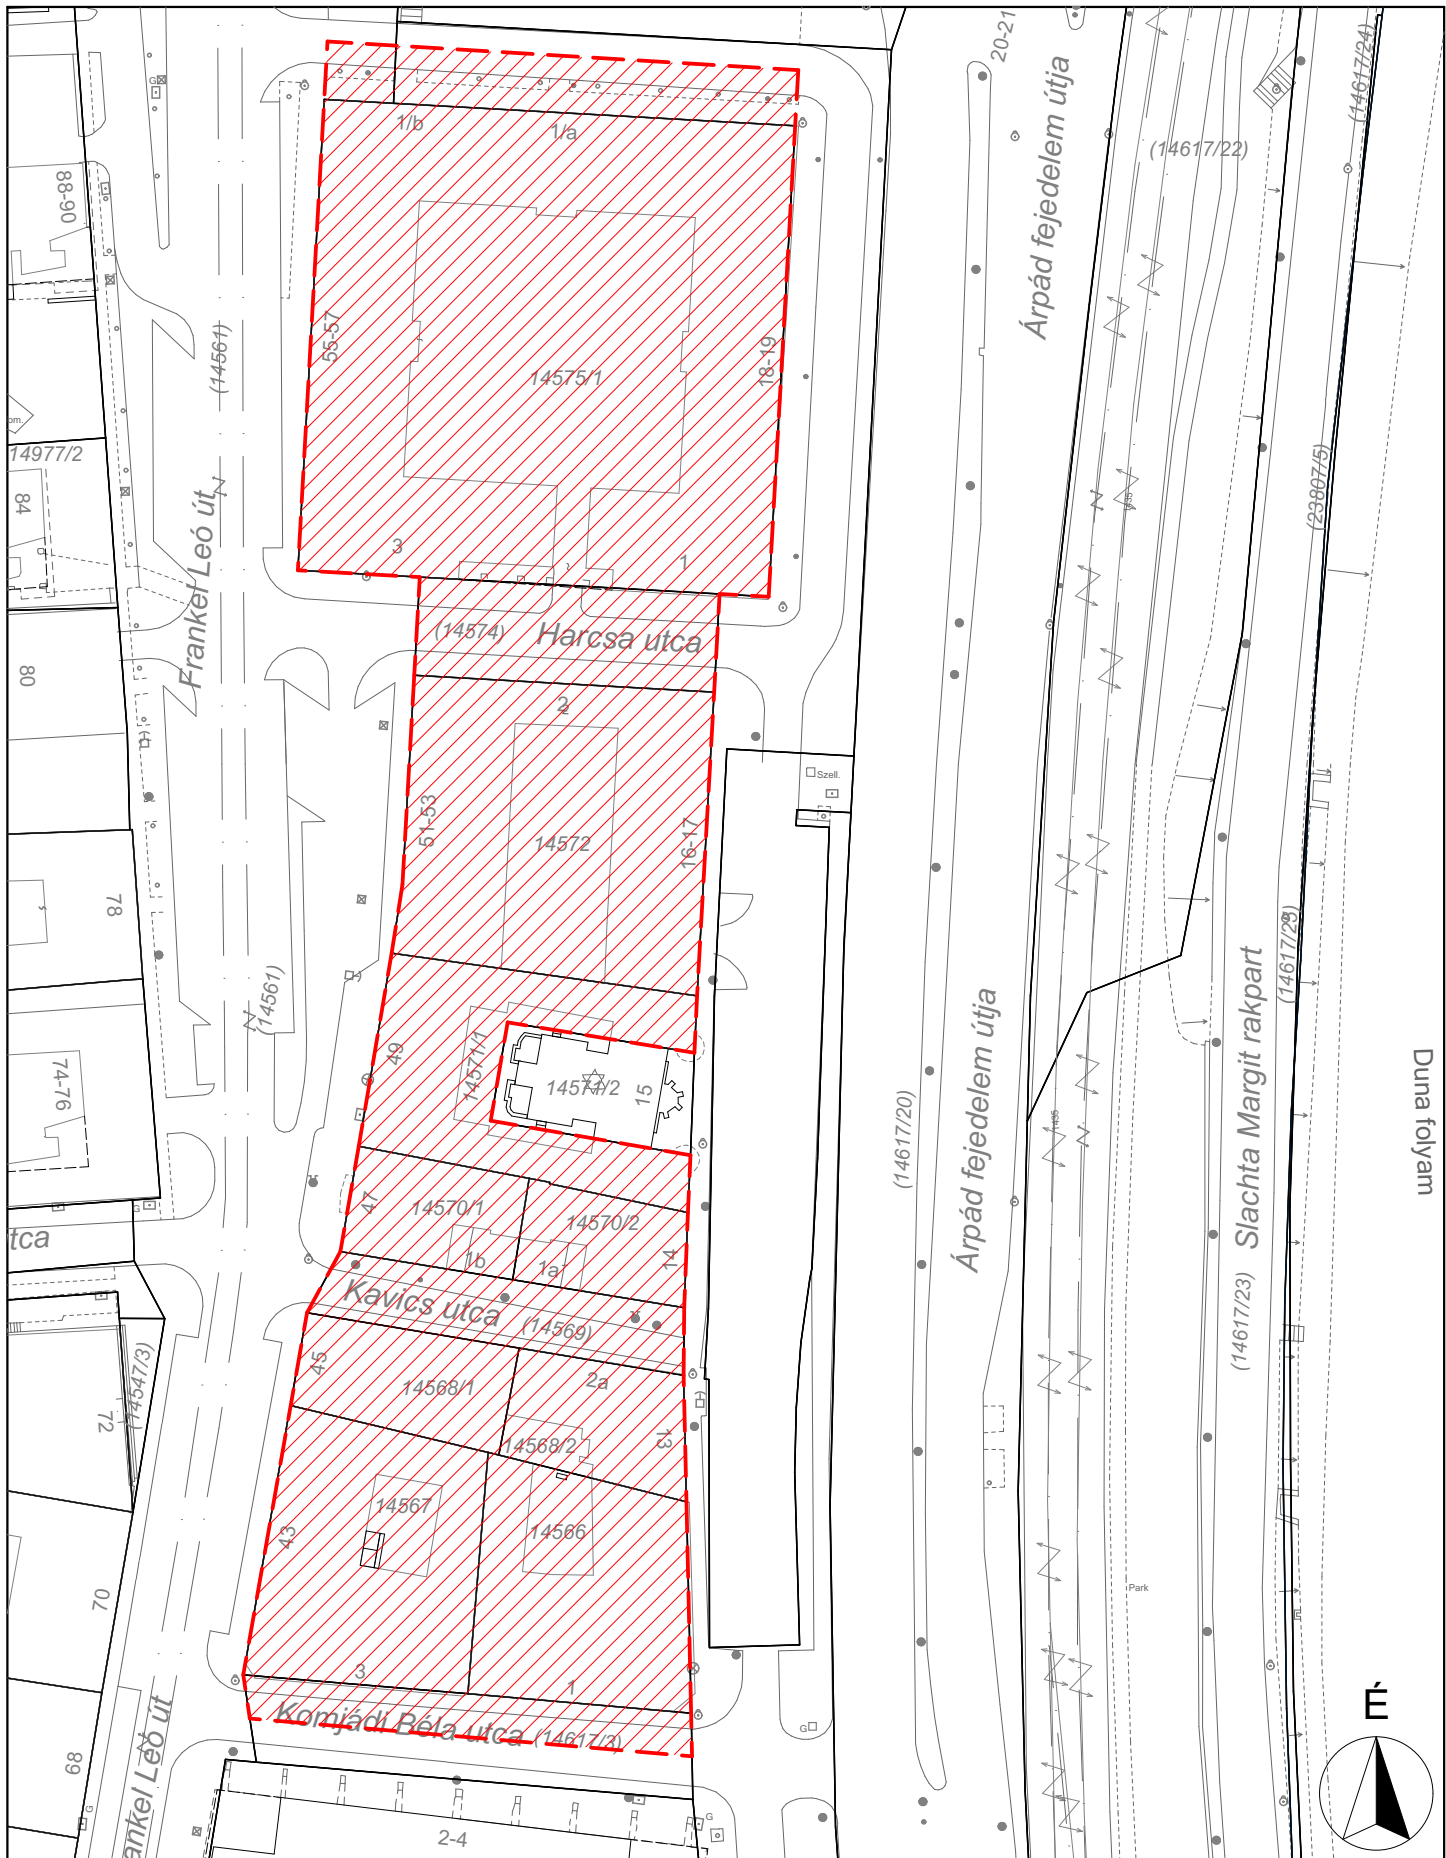 20-21
(14617/24)
G
1/b
1/a
Árpád fejedelem útja
(14617/22)
88-90
(14561)
55-57
18-19
14575/1
om.
14977/2
84
Frankel Leó út
(23807/5)
3
1
(14574)
Harcsa utca
80
2
Szell.
51-53
16-17
14572
78
(14561)
(14617/25)
Slachta Margit rakpart
Árpád fejedelem útja
49
14571/1
14571/2
15
74-76
(14617/20)
Duna folyam
47
14570/1
14570/2
14
G
tca
1b
1a
Kavics utca
(14569)
(14617/23)
45
14568/1
2a
(14547/3)
72
13
14568/2
14567
14566
43
70
Park
3
1
É
Komjádi Béla utca
(14617/3)
G
68
ankel Leó út
G
G
2-4